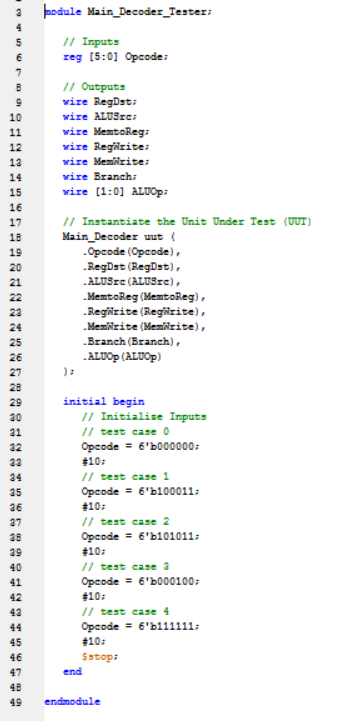 3 module Main_Decoder_Tester;
4
5 // Inputs
6 reg [5:0] Opcode;
7
8 // Outputs
9 wire RegDst;
10 wire ALUSrc;
11 wire MemtoReg;
12 wire RegWrite;
13 wire MemWrite;
14 wire Branch;
15 wire [1:0] ALUOp;
16
17 // Instantiate the Unit Under Test (UUT)
18 Main_Decoder uut (
19 .Opcode(Opcode),
20 .RegDst(RegDst),
21 .ALUSrc(ALUSrc),
22 .MemtoReg(MemtoReg),
23 .RegWrite(RegWrite),
24 .MemWrite(MemWrite),
25 .Branch(Branch),
26 .ALUOp(ALUOp)
27 );
28
29 initial begin
30 // Initialize Inputs
31 // test case 0
32 Opcode = 6'b000000;
33 #10;
34 // test case 1
35 Opcode = 6'b100011;
36 #10;
37 // test case 2
38 Opcode = 6'b101011;
39 #10;
40 // test case 3
41 Opcode = 6'b000100;
42 #10;
43 // test case 4
44 Opcode = 6'b111111;
45 #10;
46 $stop;
47 end
48
49 endmodule